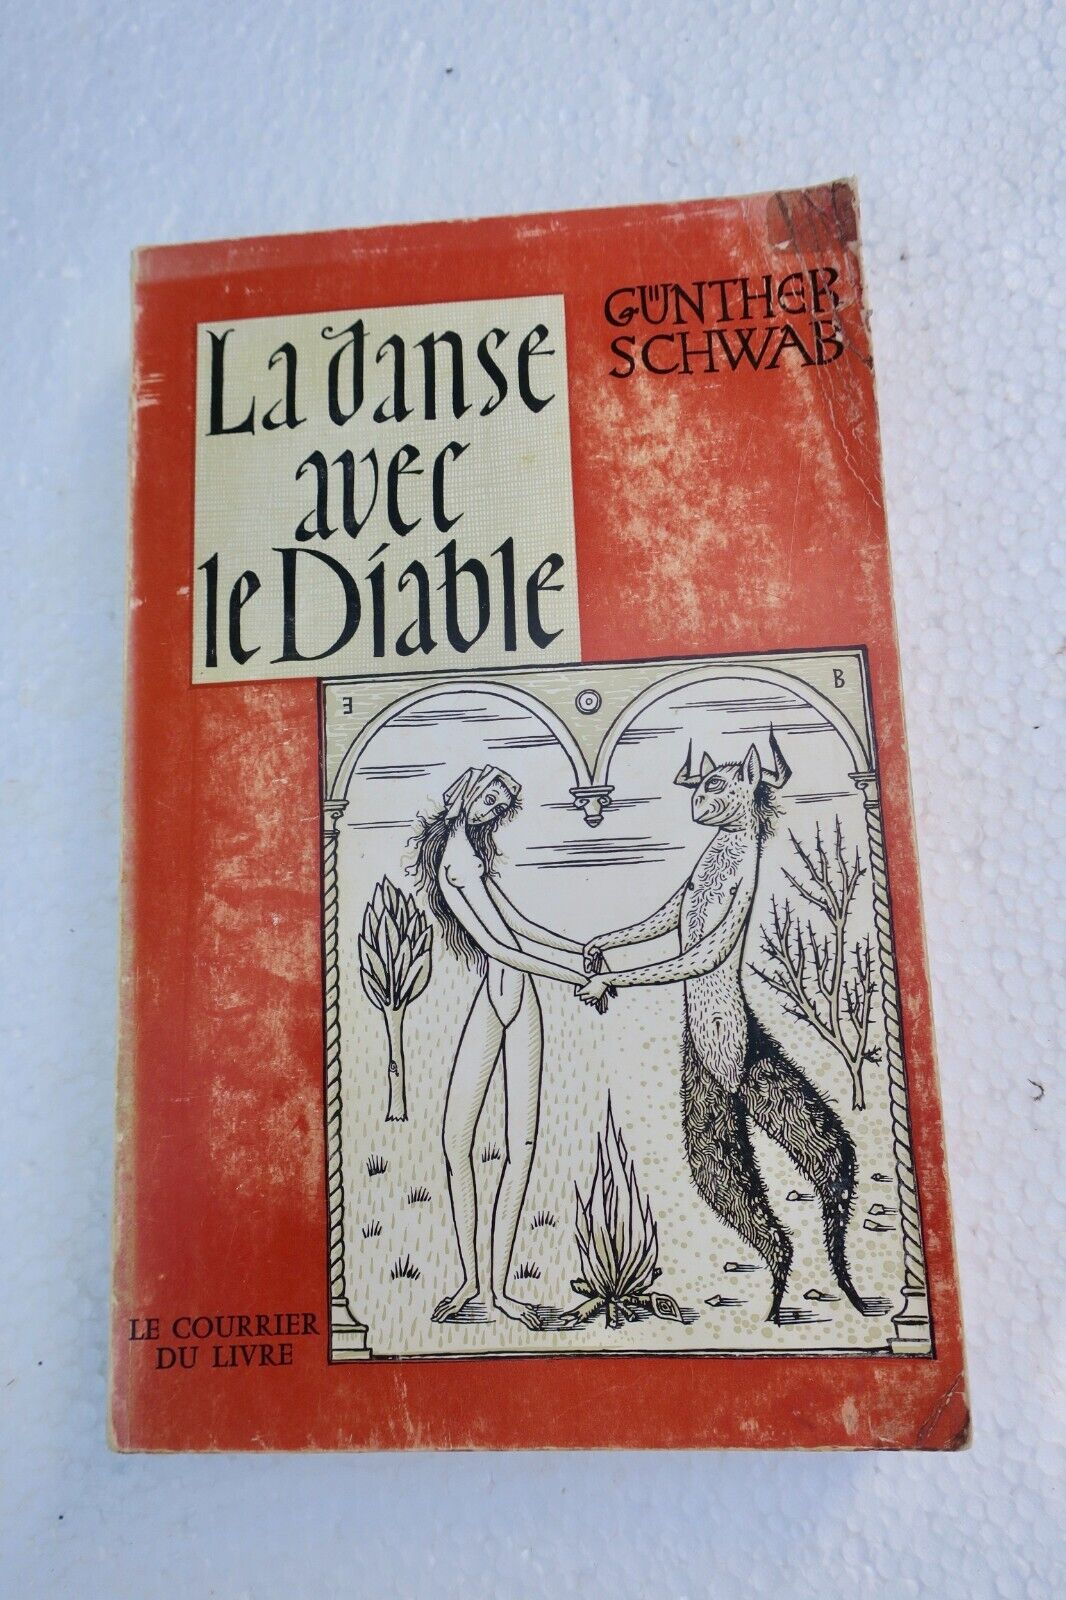 GÜNTHER
SCHWAB
La danse
avec
le Diable
E
B
LE COURRIER
DU LIVRE